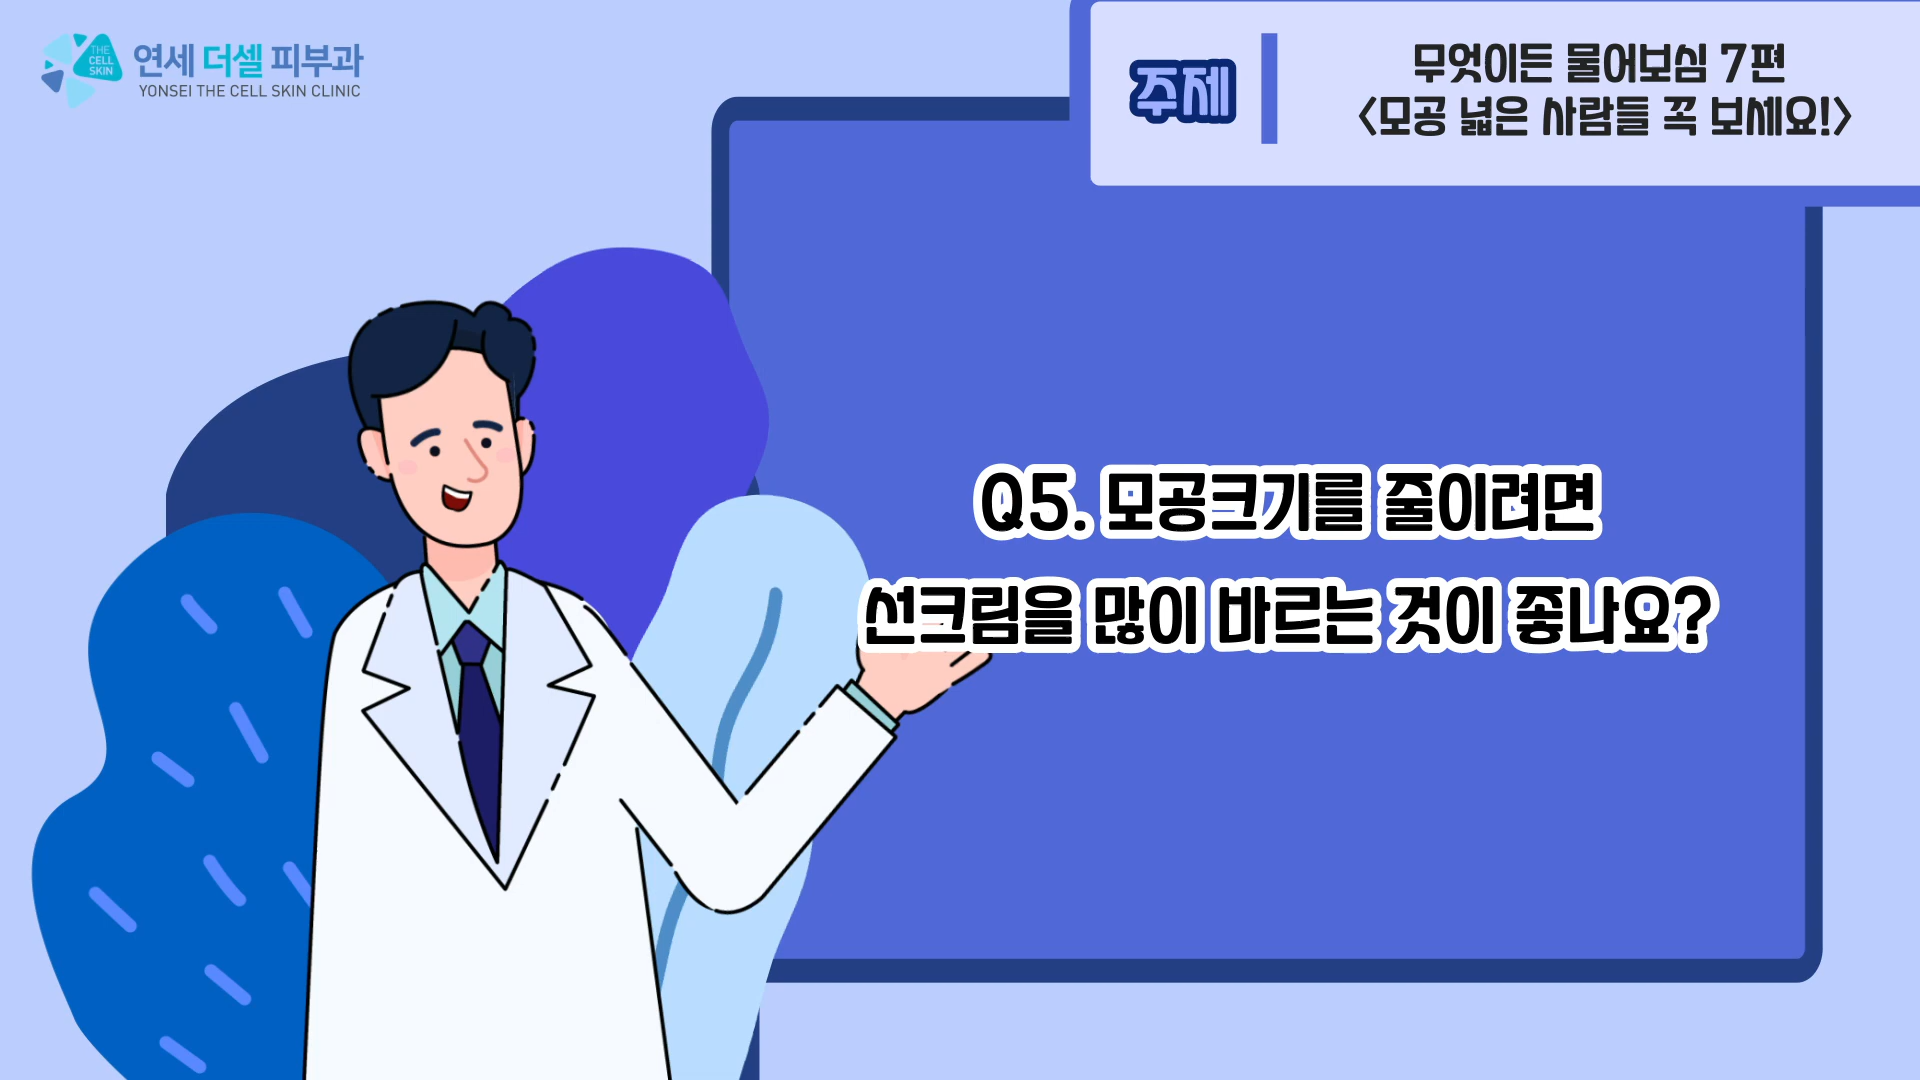 THE
CELL
SKIN
연세 더셀 피부과
YONSEI THE CELL SKIN CLINIC
주제
무엇이든 물어보심 7편
<모공 넓은 사람들 꼭 보세요!>
Q5. 모공크기를 줄이려면
선크림을 많이 바르는 것이 좋나요?